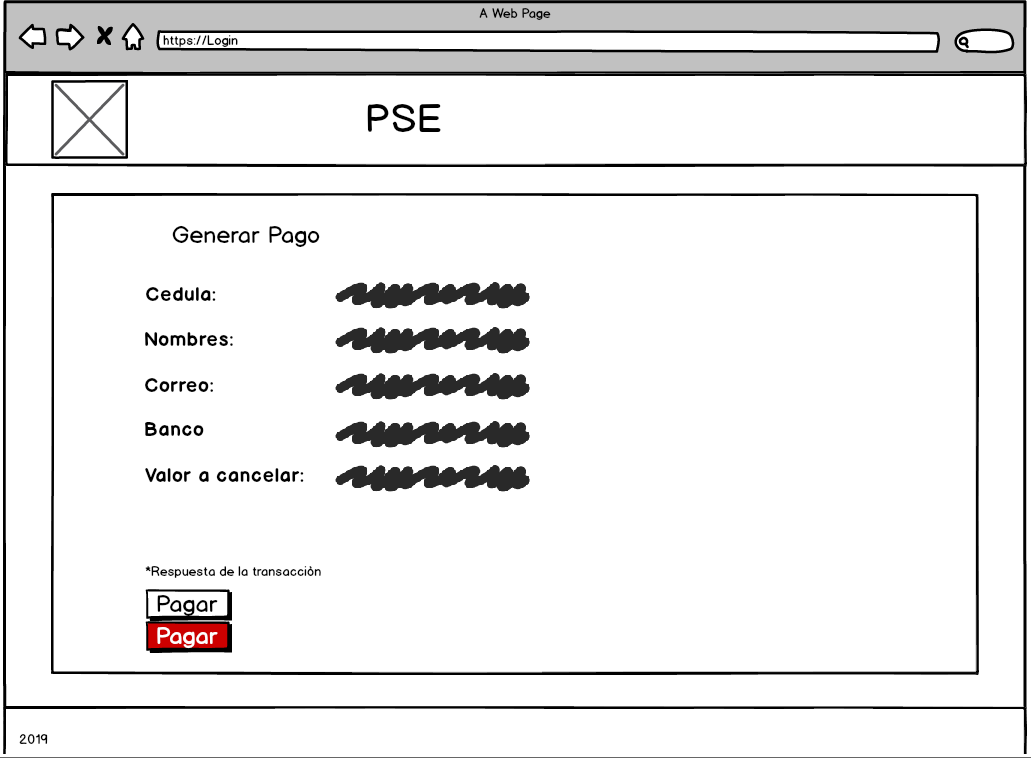 A Web Page
https://Login
PSE
Generar Pago
Cedula:
Nombres:
Correo:
Banco
Valor a cancelar:
*Respuesta de la transacciòn
Pagar
Pagar
2019